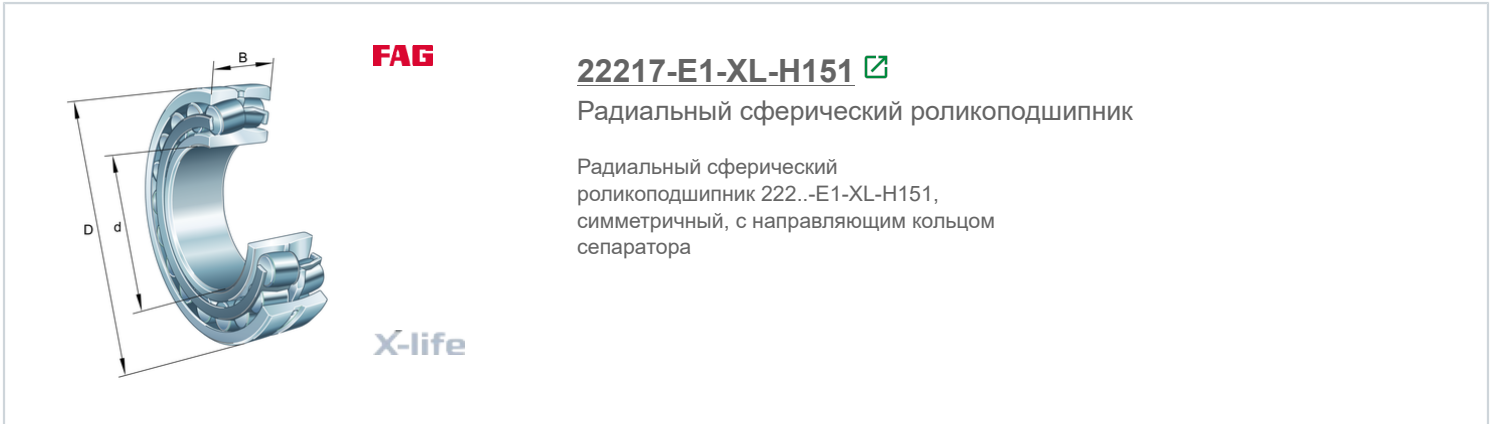 B
FAG
22217-E1-XL-H151
Радиальный сферический роликоподшипник
Радиальный сферический
роликоподшипник 222..-E1-XL-H151,
симметричный, с направляющим кольцом
сепаратора
D
d
X-life